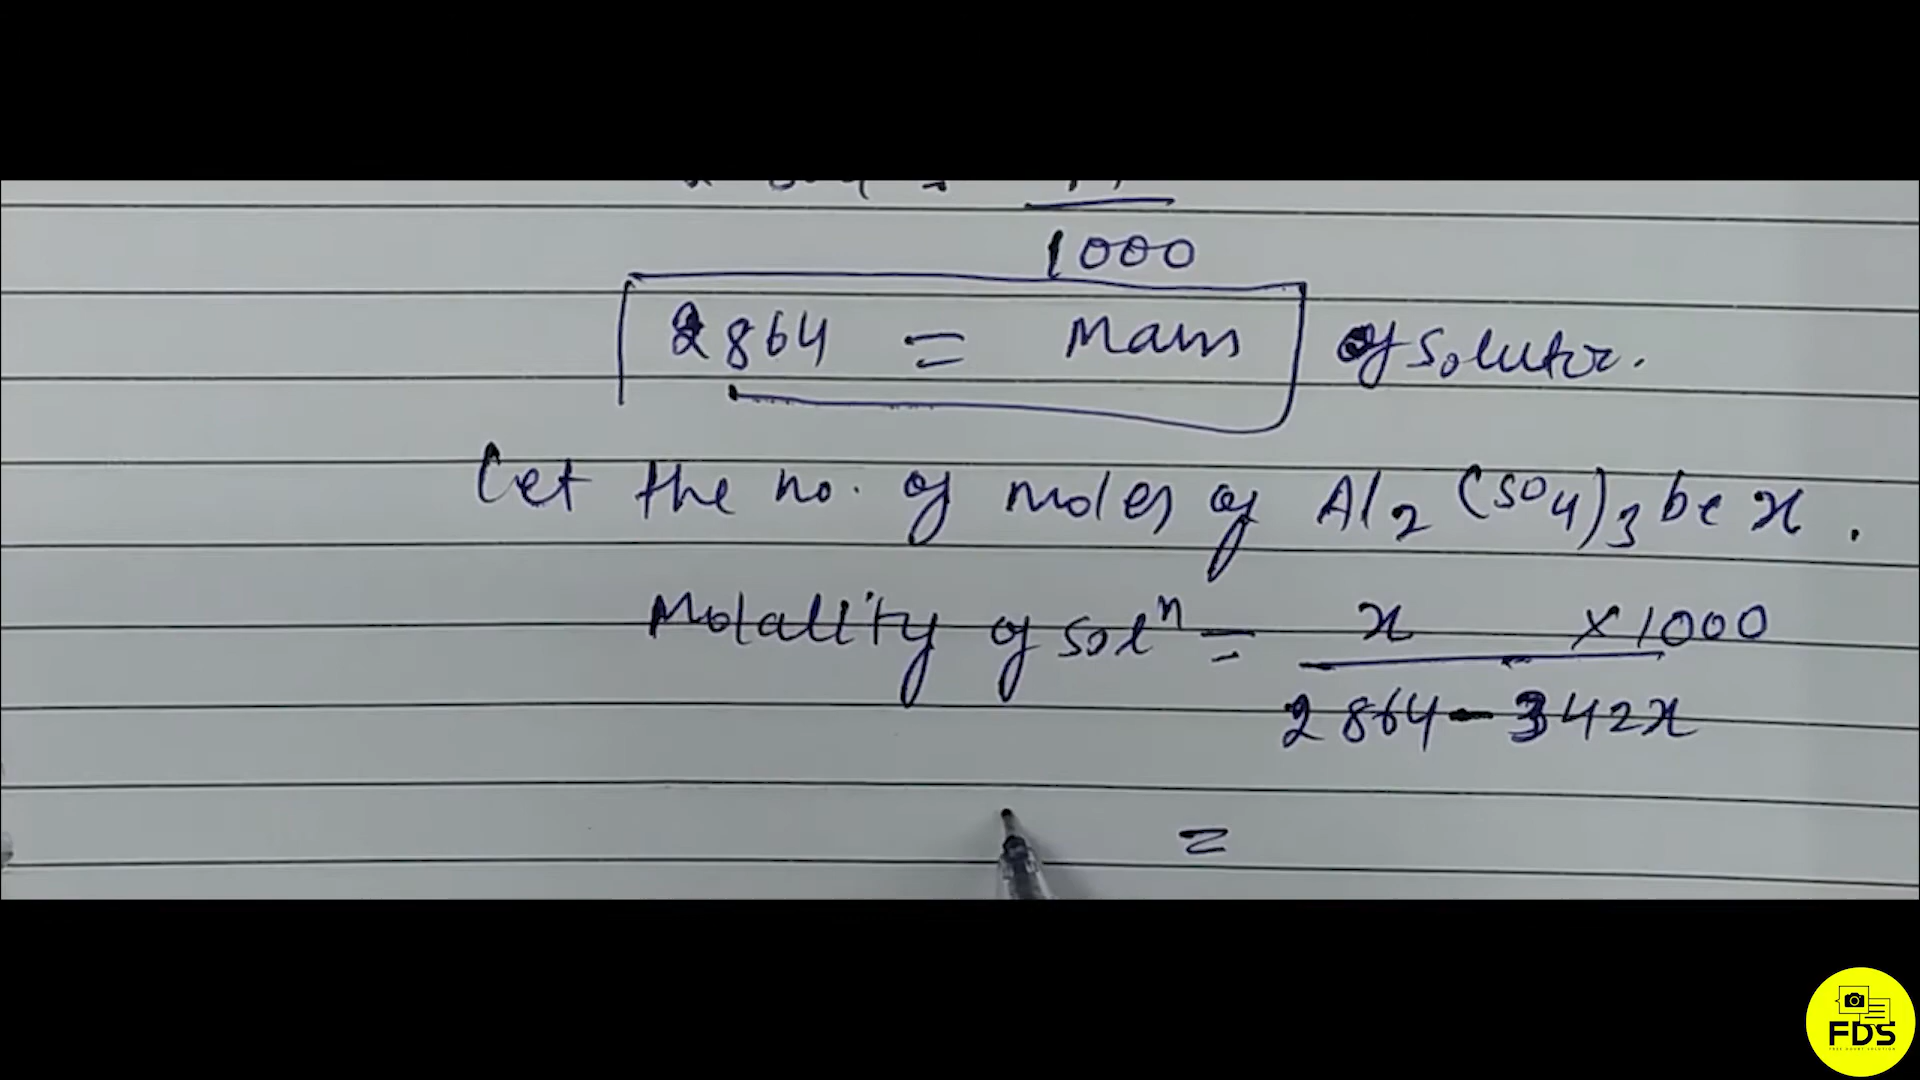 1000
2864 = Mass of solution.
Let the no. of moles of Al2 (SO4)3 be x.
Molality of solⁿ = x × 1000
2864 - 342x
=
FDS